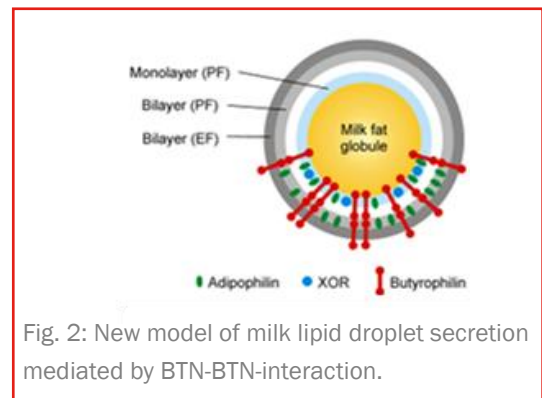 Monolayer (PF)
Bilayer (PF)
Bilayer (EF)
Milk fat
globule
Adipophilin XOR Butyrophilin
Fig. 2: New model of milk lipid droplet secretion
mediated by BTN-BTN-interaction.